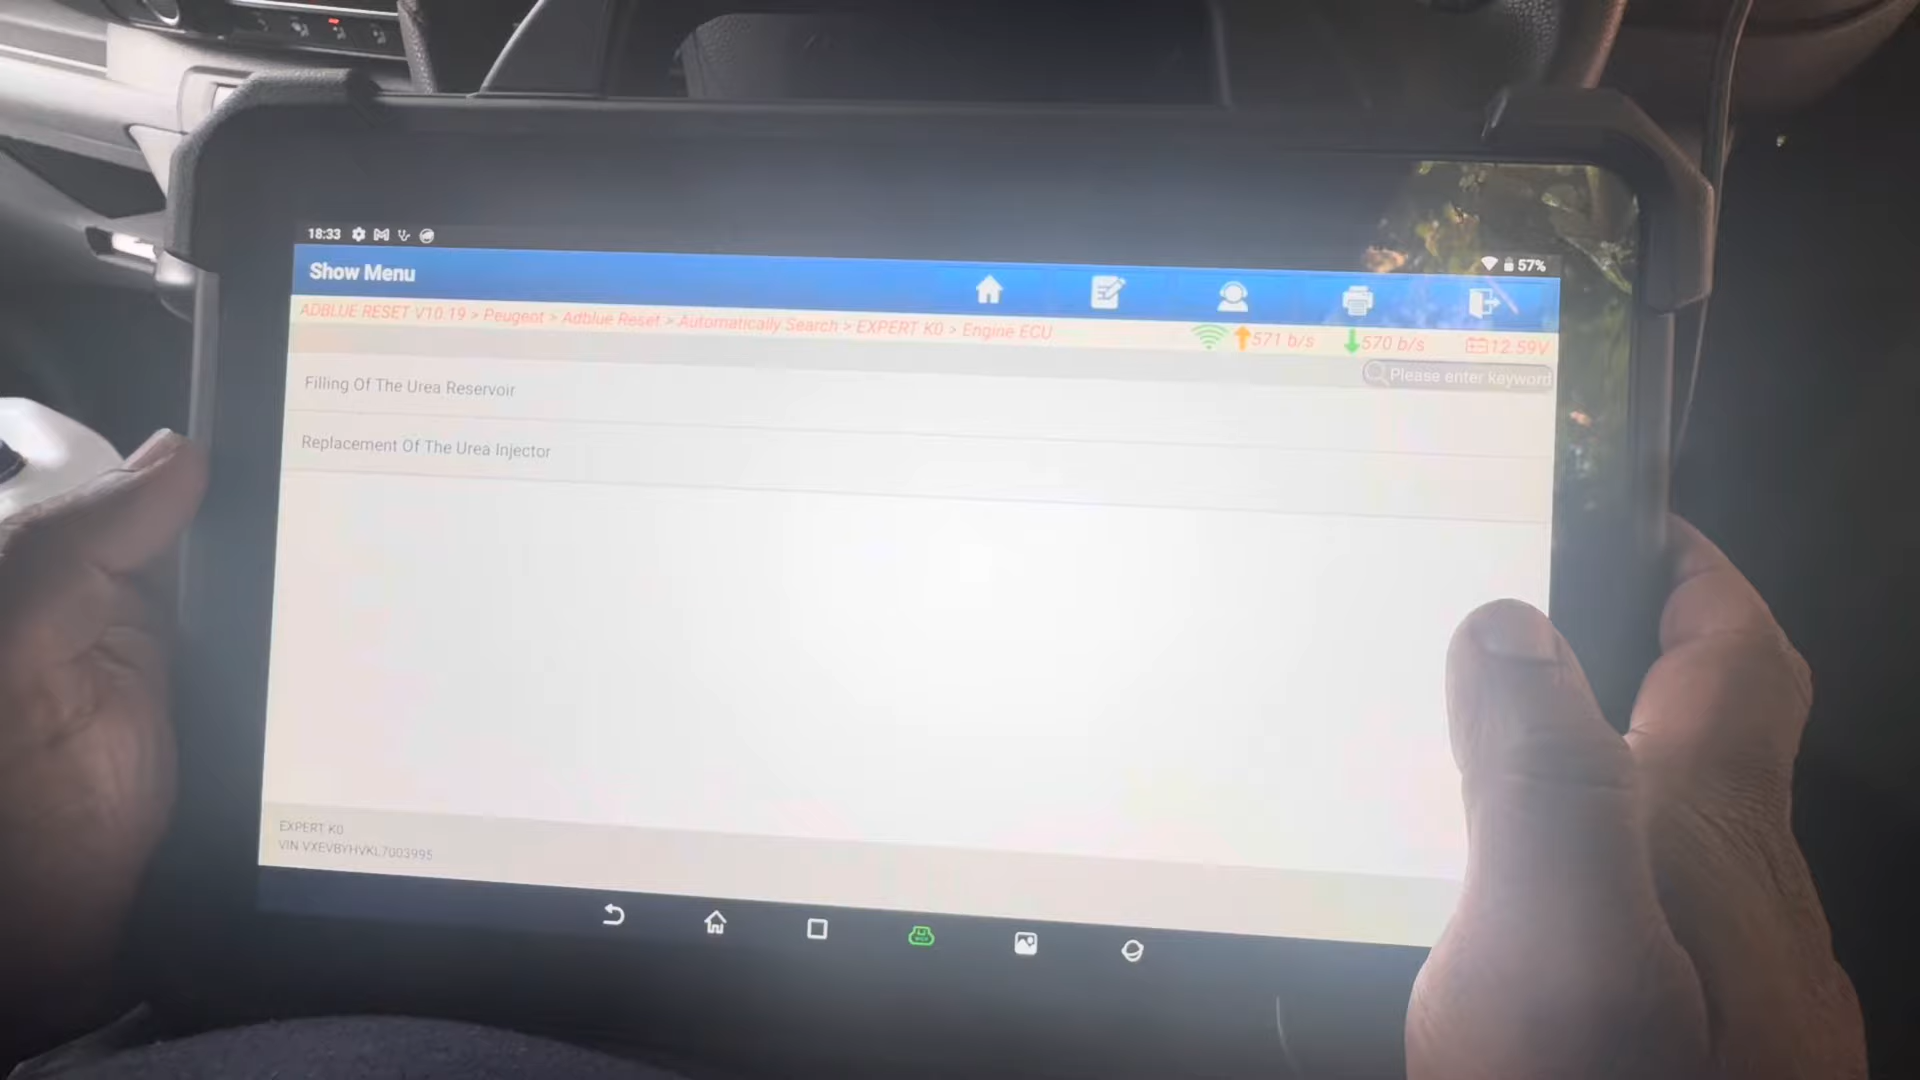 18:33
57%
Show Menu
ADBLUE RESET V10.19 > Peugeot > Adblue Reset > Automatically Search > EXPERT K0 > Engine ECU
571 b/s
570 b/s
12.59V
Please enter keyword
Filling Of The Urea Reservoir
Replacement Of The Urea Injector
EXPERT K0
VIN VXEVBYHVKL7003995